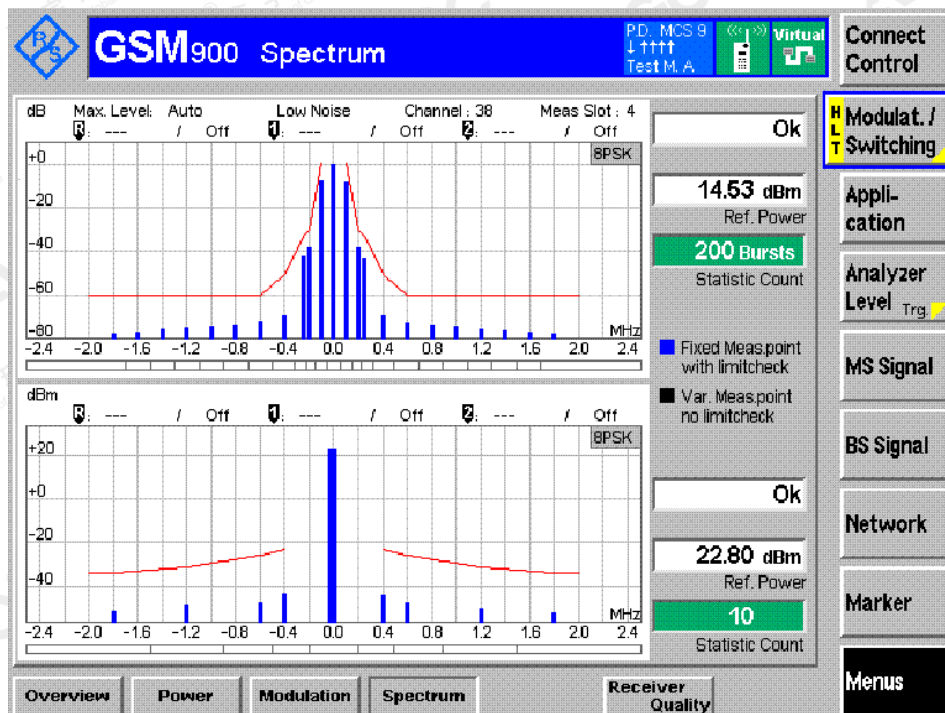 R S
GSM900 Spectrum
P.D. MCS 9
↓↑↑↑↑
Test M. A.
Virtual
Connect
Control
dB Max. Level: Auto Low Noise Channel : 38 Meas Slot : 4
R: --- / Off 1: --- / Off 2: --- / Off
8PSK
+0
-20
-40
-60
-80
MHz
-2.4 -2.0 -1.6 -1.2 -0.8 -0.4 0.0 0.4 0.8 1.2 1.6 2.0 2.4
Ok
14.53 dBm
Ref. Power
200 Bursts
Statistic Count
Fixed Meas.point
with limitcheck
Var. Meas.point
no limitcheck
dBm
R: --- / Off 1: --- / Off 2: --- / Off
8PSK
+20
+0
-20
-40
MHz
-2.4 -2.0 -1.6 -1.2 -0.8 -0.4 0.0 0.4 0.8 1.2 1.6 2.0 2.4
Ok
22.80 dBm
Ref. Power
10
Statistic Count
HLT
Modulat. /
Switching
Appli-
cation
Analyzer
Level Trg.
MS Signal
BS Signal
Network
Marker
Menus
Overview
Power
Modulation
Spectrum
Receiver
Quality